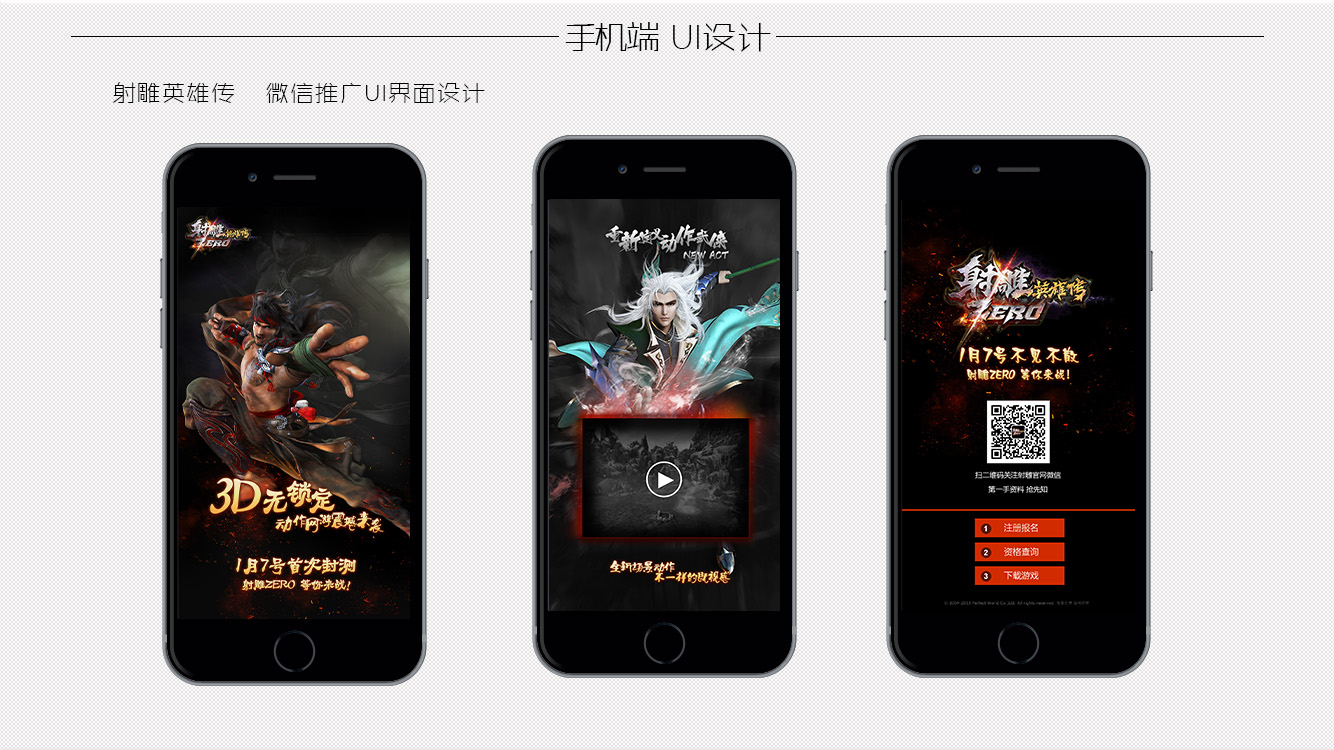 手机端 UI设计
射雕英雄传 微信推广UI界面设计
射雕英雄传
ZERO
3D无锁定
动作网游震撼来袭
1月7号首次封测
射雕ZERO 等你来战!
重新定义动作武侠
NEW ACT
全新场景动作
不一样的微视感
射雕英雄传
ZERO
1月7号不见不散
射雕ZERO 等你来战!
扫二维码关注射雕官网微信
第一手资料 抢先知
1 注册报名
2 资格查询
3 下载游戏